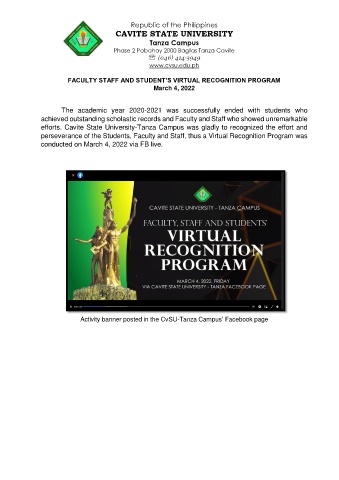 Republic of the Philippines
CAVITE STATE UNIVERSITY
Tanza Campus
Phase 2 Pabahay 2000 Bagtas Tanza Cavite
☏ (046) 424-3949
www.cvsu.edu.ph
FACULTY STAFF AND STUDENT'S VIRTUAL RECOGNITION PROGRAM
March 4, 2022
The academic year 2020-2021 was successfully ended with students who
achieved outstanding scholastic records and Faculty and Staff who showed unremarkable
efforts. Cavite State University-Tanza Campus was gladly to recognized the effort and
perseverance of the Students, Faculty and Staff, thus a Virtual Recognition Program was
conducted on March 4, 2022 via FB live.
CAVITE STATE UNIVERSITY - TANZA CAMPUS
FACULTY, STAFF AND STUDENTS'
VIRTUAL
RECOGNITION
PROGRAM
MARCH 4, 2022, FRIDAY
VIA CAVITE STATE UNIVERSITY - TANZA FACEBOOK PAGE
Activity banner posted in the CvSU-Tanza Campus' Facebook page